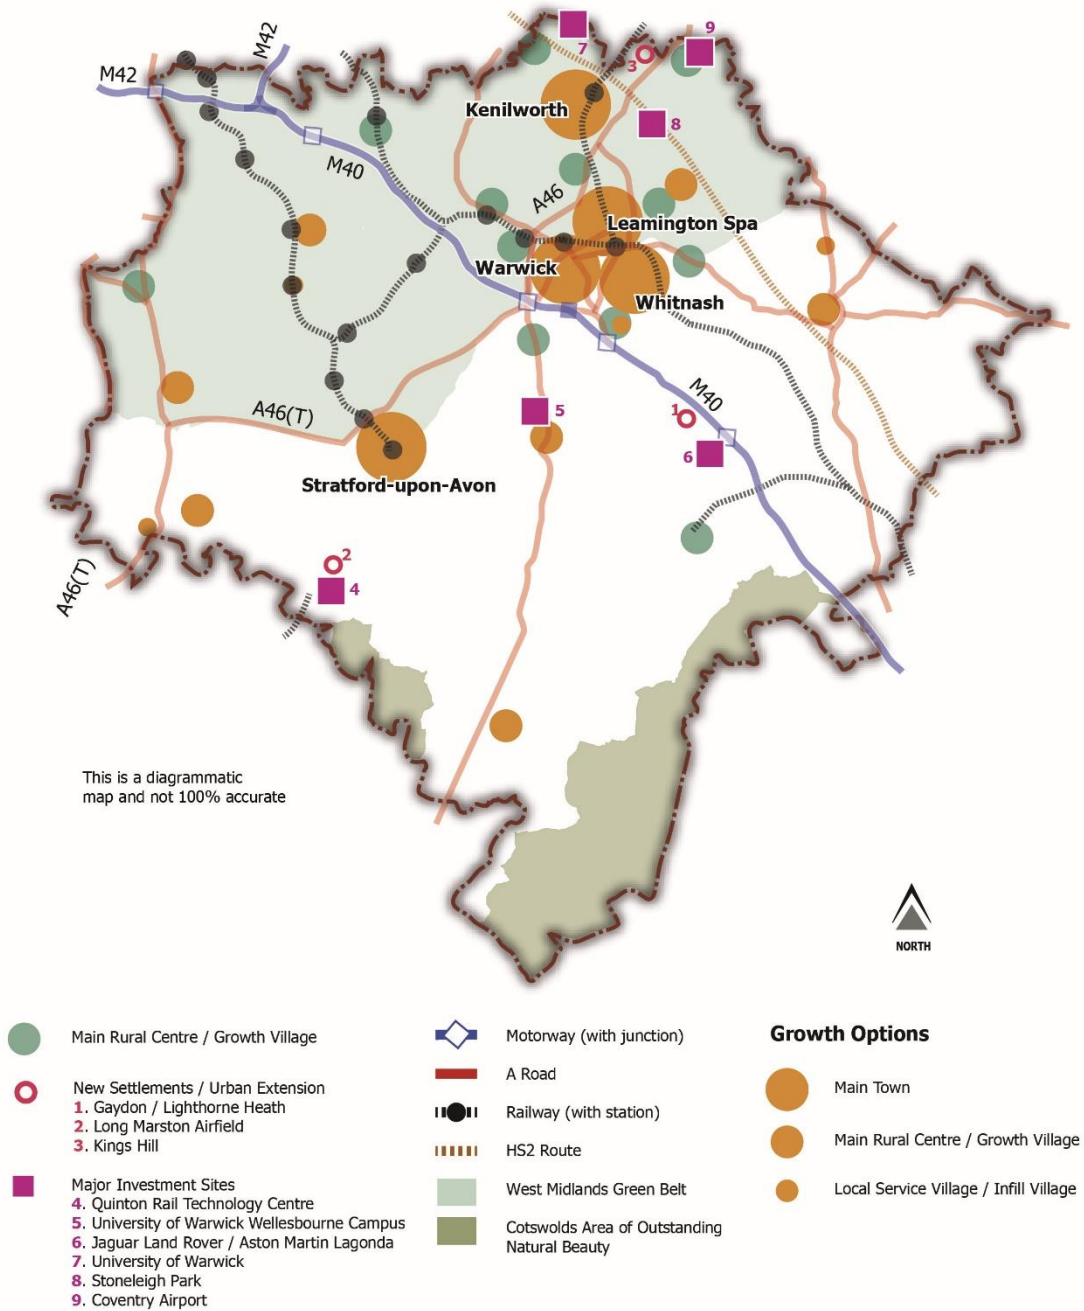 M42
M42
7
9
3
Kenilworth
8
M40
A46
Leamington Spa
Warwick
Whitnash
M40
A46(T)
1
5
6
Stratford-upon-Avon
2
A46(T)
4
This is a diagrammatic
map and not 100% accurate
NORTH
Main Rural Centre / Growth Village
New Settlements / Urban Extension
1. Gaydon / Lighthorne Heath
2. Long Marston Airfield
3. Kings Hill
Major Investment Sites
4. Quinton Rail Technology Centre
5. University of Warwick Wellesbourne Campus
6. Jaguar Land Rover / Aston Martin Lagonda
7. University of Warwick
8. Stoneleigh Park
9. Coventry Airport
Motorway (with junction)
A Road
Railway (with station)
HS2 Route
West Midlands Green Belt
Cotswolds Area of Outstanding
Natural Beauty
Growth Options
Main Town
Main Rural Centre / Growth Village
Local Service Village / Infill Village